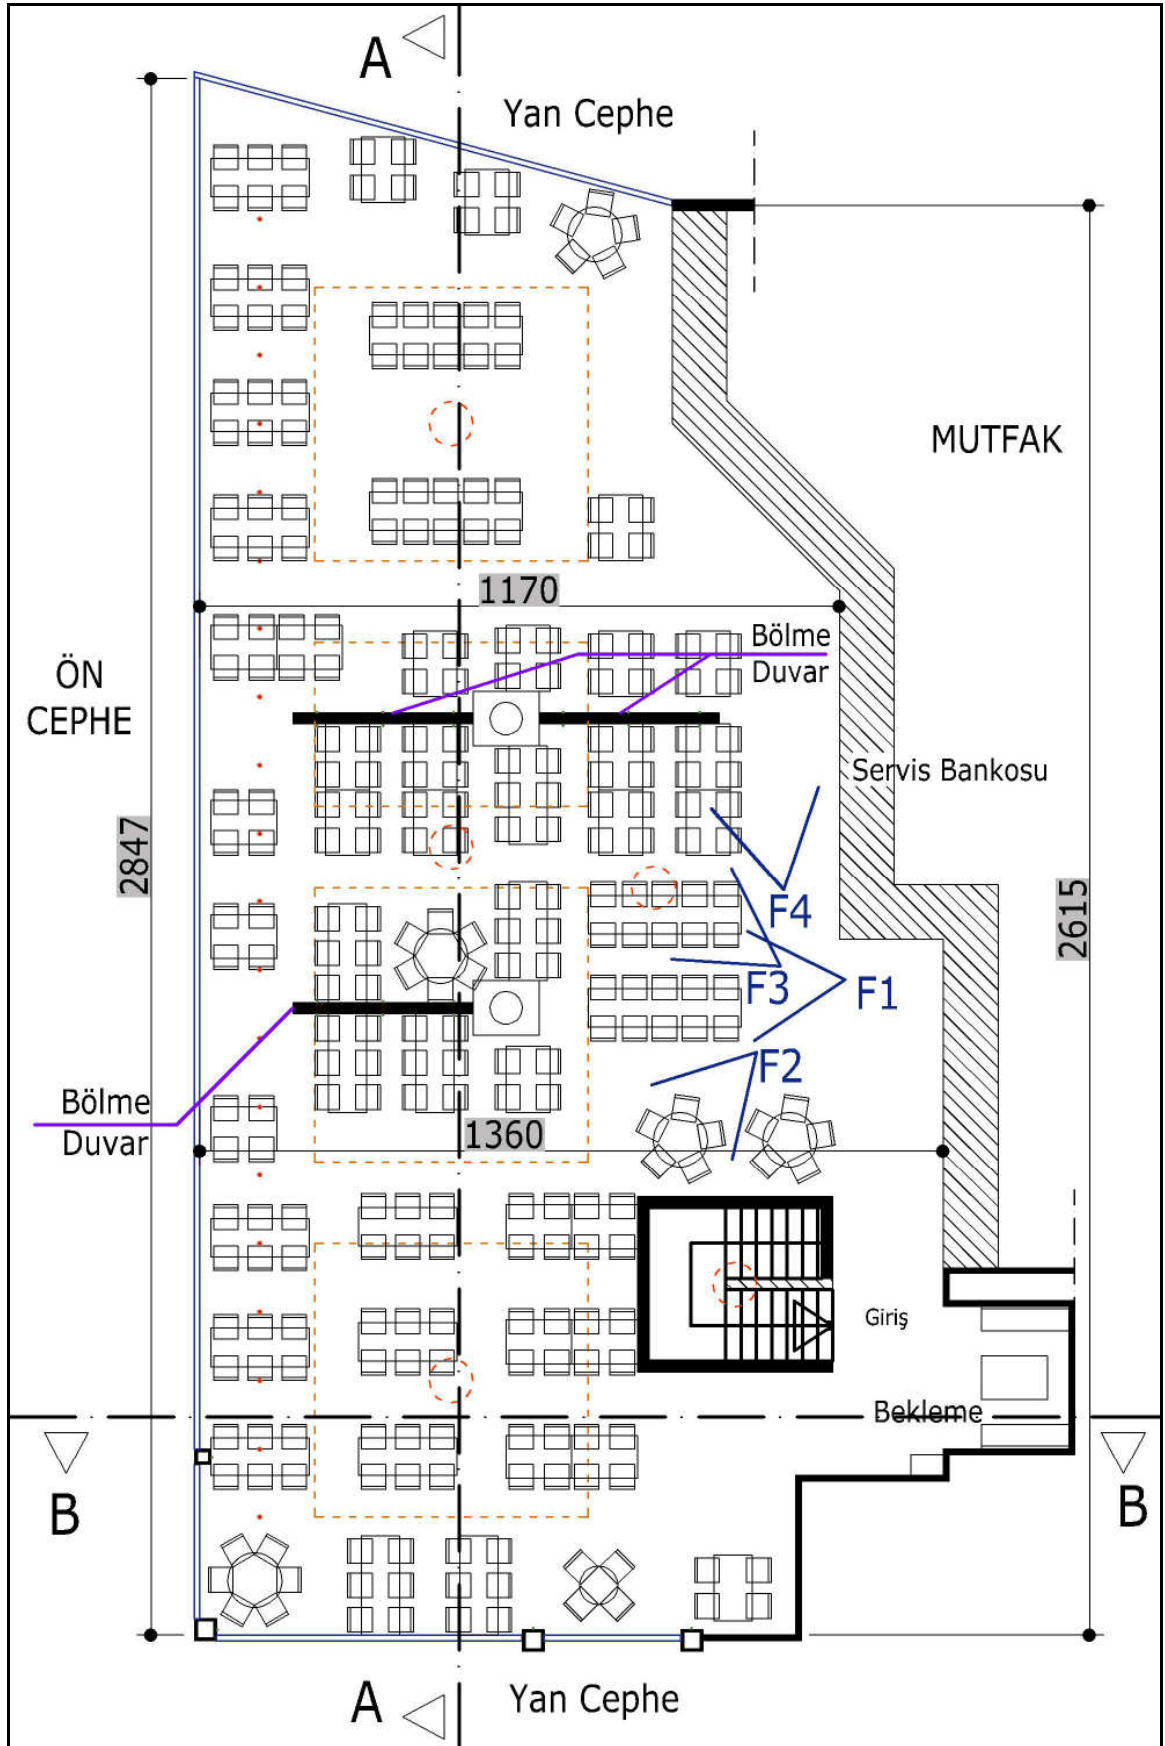 A
Yan Cephe
MUTFAK
1170
Bölme
Duvar
ÖN
CEPHE
Servis Bankosu
2847
2615
F4
F3
F1
F2
Bölme
Duvar
1360
Giriş
Bekleme
B
B
A
Yan Cephe